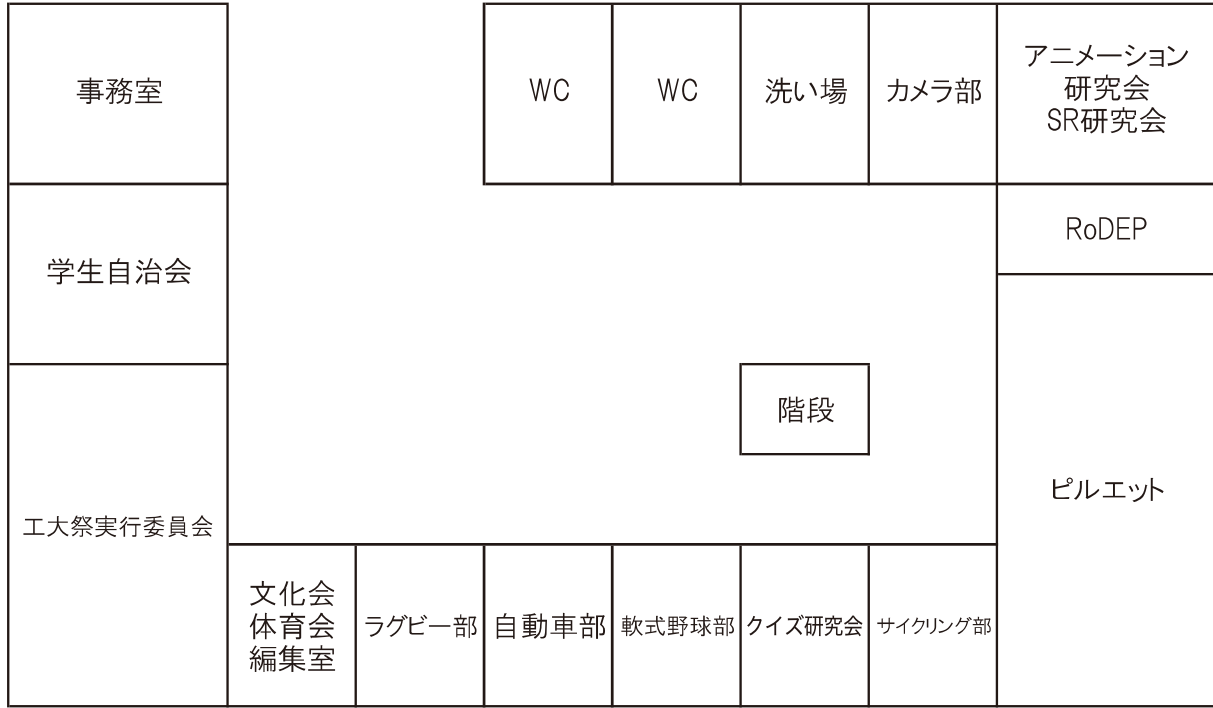 事務室
WC
WC
洗い場
カメラ部
アニメーション
研究会
SR研究会
学生自治会
RoDEP
階段
工大祭実行委員会
ピルエット
文化会
体育会
編集室
ラグビー部
自動車部
軟式野球部
クイズ研究会
サイクリング部